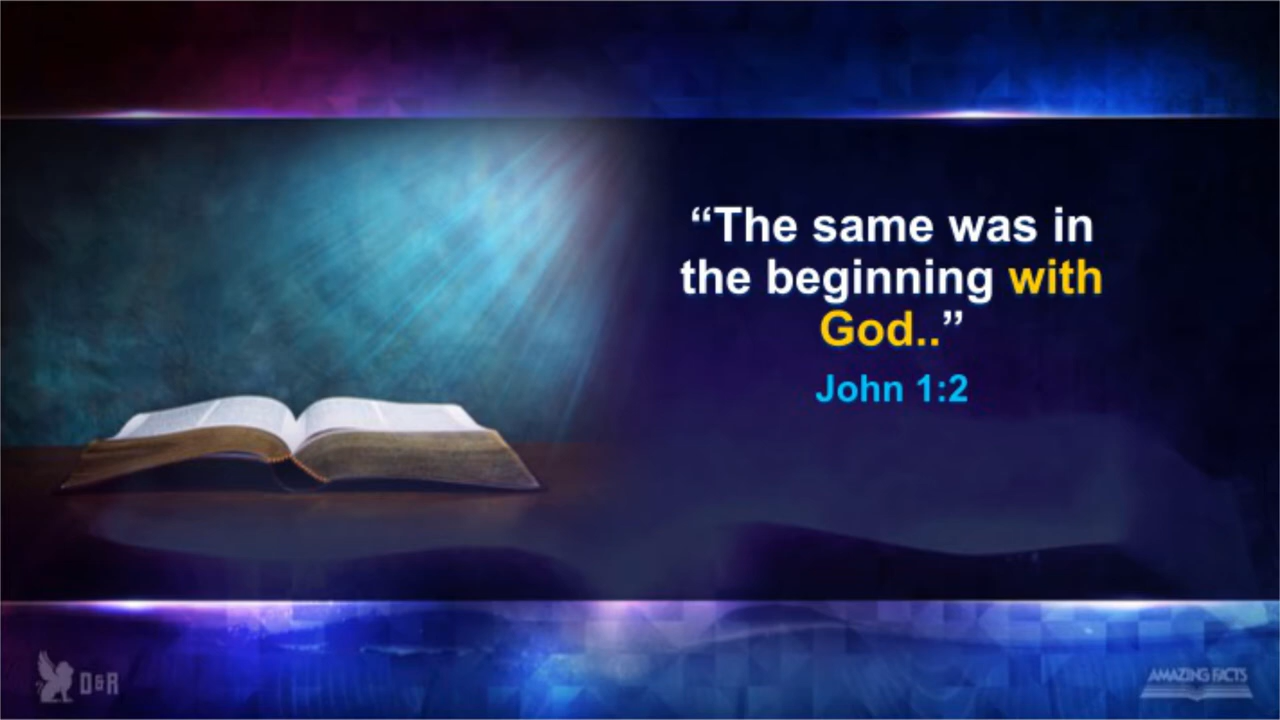 “The same was in
the beginning with
God..”
John 1:2
D&R
AMAZING FACTS